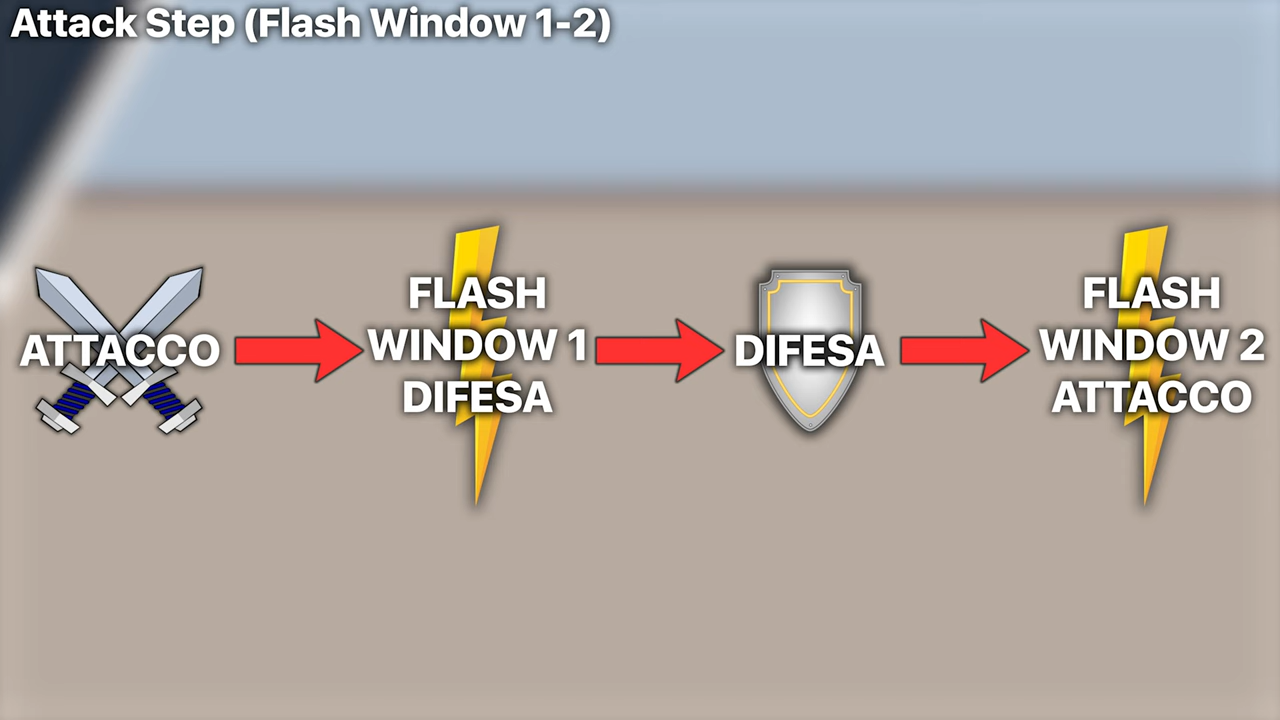 Attack Step (Flash Window 1-2)
ATTACCO
FLASH
WINDOW 1
DIFESA
DIFESA
FLASH
WINDOW 2
ATTACCO